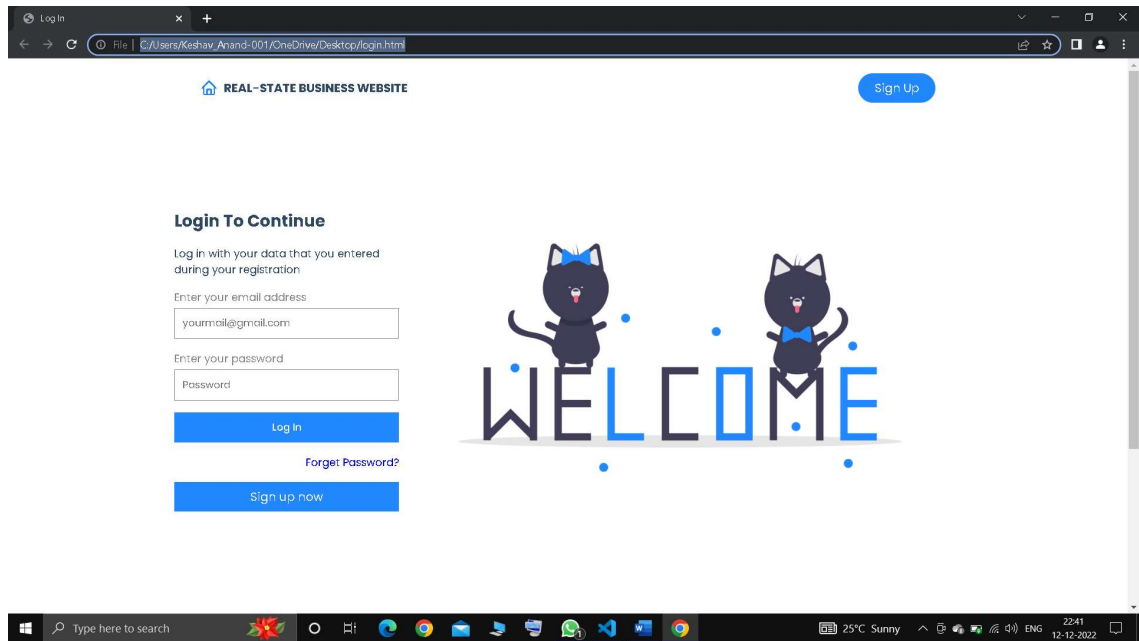 Log In
File | C:/Users/Keshav_Anand-001/OneDrive/Desktop/login.html
REAL-STATE BUSINESS WEBSITE
Sign Up
Login To Continue
Log in with your data that you entered
during your registration
Enter your email address
yourmail@gmail.com
Enter your password
Password
Log In
Forget Password?
Sign up now
WELCOME
Type here to search
25°C Sunny
ENG
22:41
12-12-2022